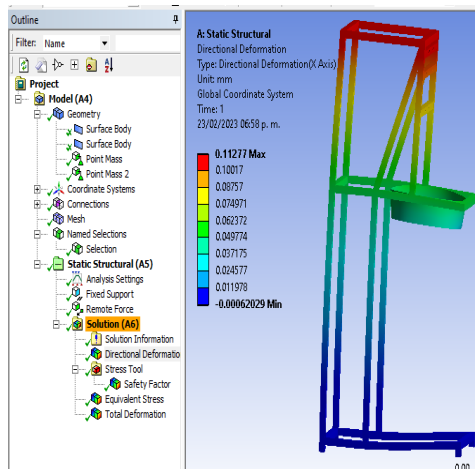 Outline
Filter: Name
Project
Model (A4)
Geometry
Surface Body
Surface Body
Point Mass
Point Mass 2
Coordinate Systems
Connections
Mesh
Named Selections
Selection
Static Structural (A5)
Analysis Settings
Fixed Support
Remote Force
Solution (A6)
Solution Information
Directional Deformatio
Stress Tool
Safety Factor
Equivalent Stress
Total Deformation
A: Static Structural
Directional Deformation
Type: Directional Deformation(X Axis)
Unit: mm
Global Coordinate System
Time: 1
23/02/2023 06:58 p. m.
0.11277 Max
0.10017
0.08757
0.074971
0.062372
0.049774
0.037175
0.024577
0.011978
-0.00062029 Min
0.00